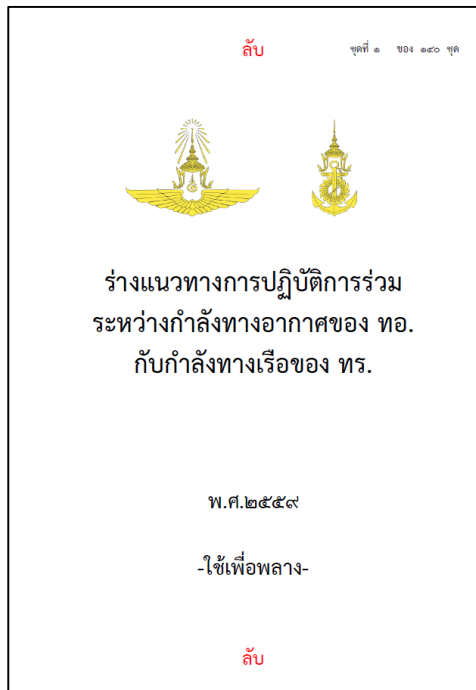 ลับ
ชุดที่ ๑ ของ ๑๔๐ ชุด
ร่างแนวทางการปฏิบัติการร่วม
ระหว่างกำลังทางอากาศของ ทอ.
กับกำลังทางเรือของ ทร.
พ.ศ.๒๕๕๙
-ใช้เพื่อพลาง-
ลับ